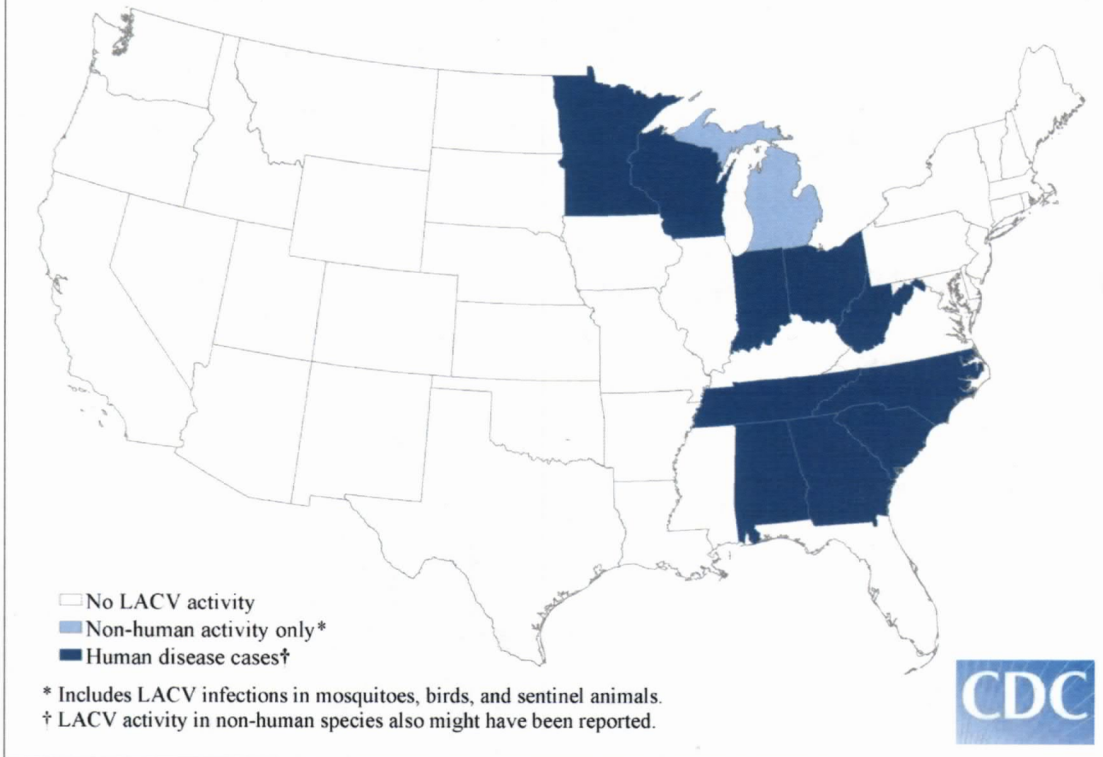 No LACV activity
Non-human activity only*
Human disease cases†
* Includes LACV infections in mosquitoes, birds, and sentinel animals.
† LACV activity in non-human species also might have been reported.
CDC